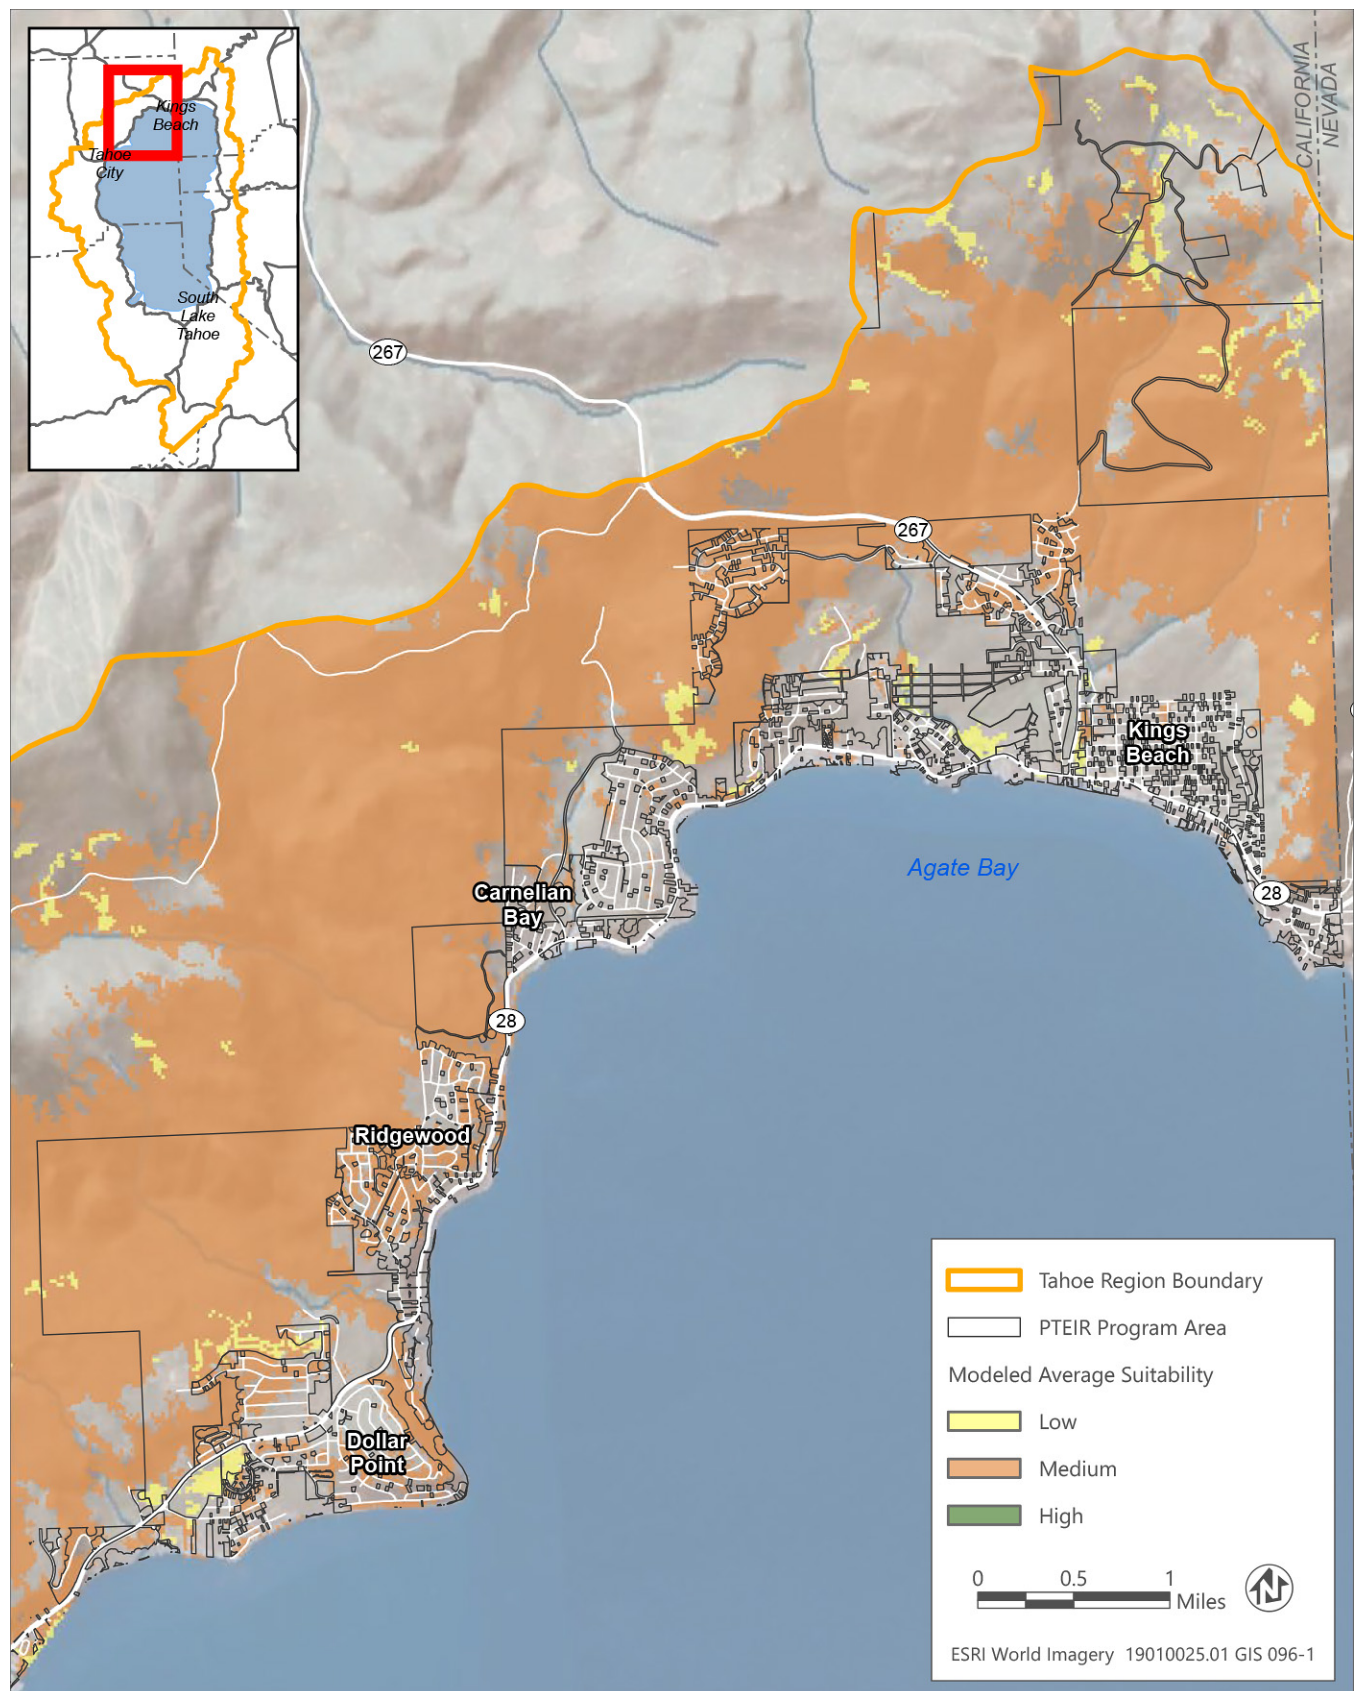 Kings
Beach
Tahoe
City
South
Lake
Tahoe
CALIFORNIA
NEVADA
267
267
Kings
Beach
Agate Bay
28
Carnelian
Bay
28
Ridgewood
Dollar
Point
Tahoe Region Boundary
PTEIR Program Area
Modeled Average Suitability
Low
Medium
High
0 0.5 1
Miles
N
ESRI World Imagery 19010025.01 GIS 096-1